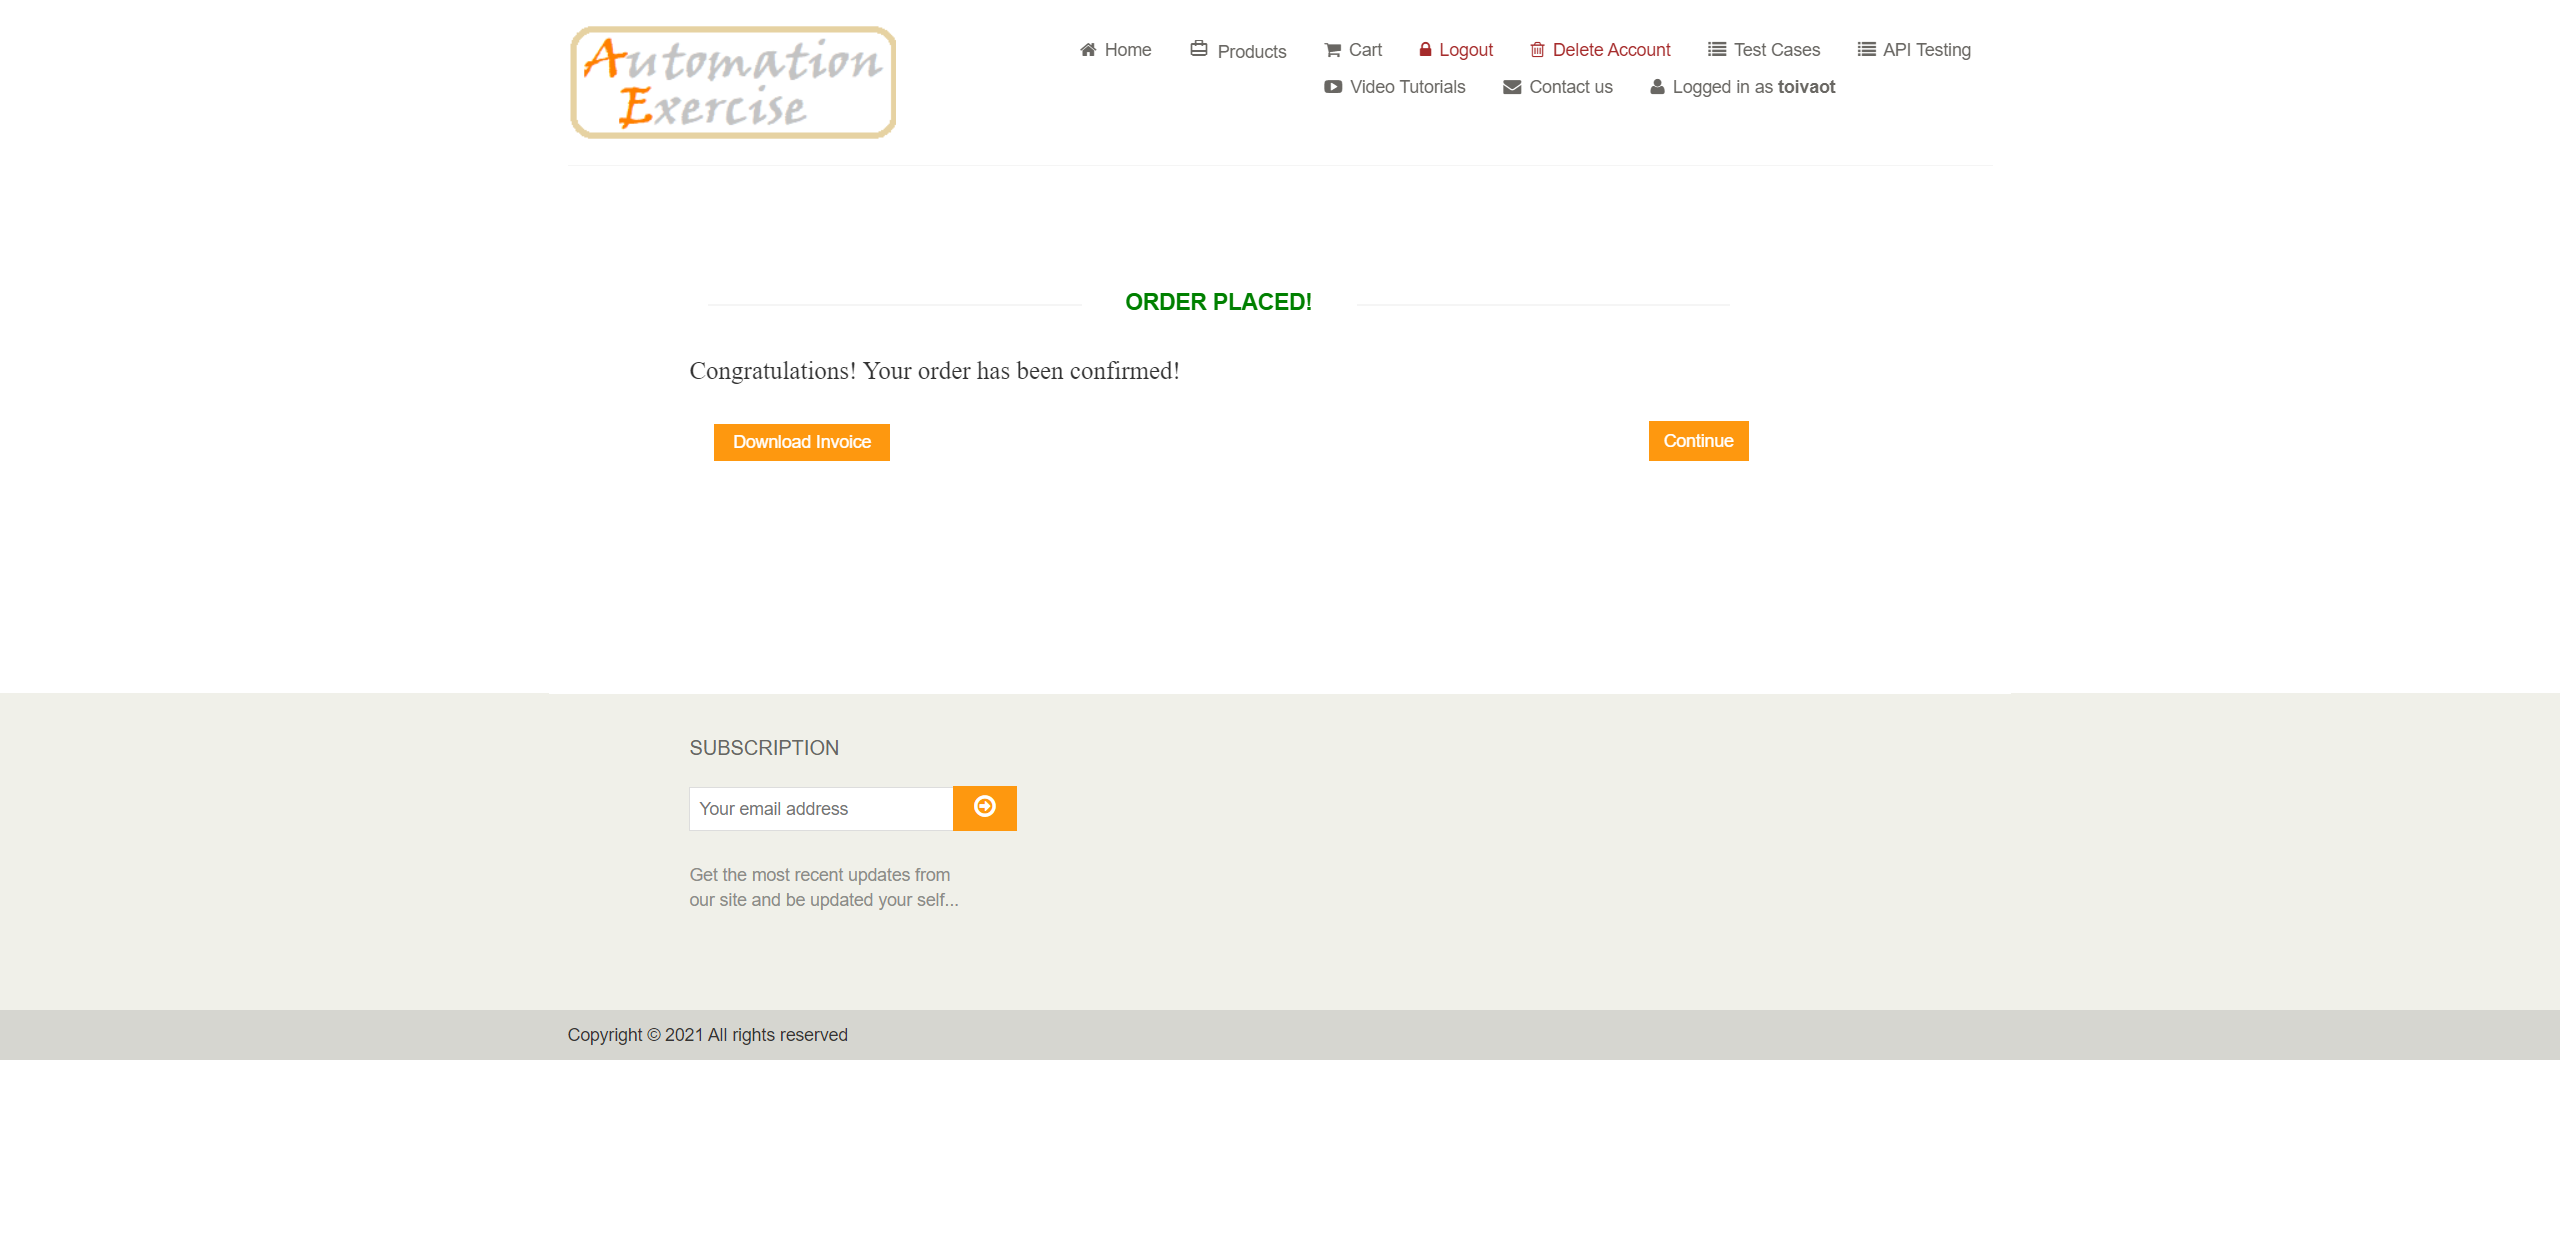 Automation
Exercise
Home Products Cart Logout Delete Account Test Cases API Testing
Video Tutorials Contact us Logged in as toivaot
ORDER PLACED!
Congratulations! Your order has been confirmed!
Download Invoice Continue
SUBSCRIPTION
Your email address
Get the most recent updates from
our site and be updated your self...
Copyright © 2021 All rights reserved